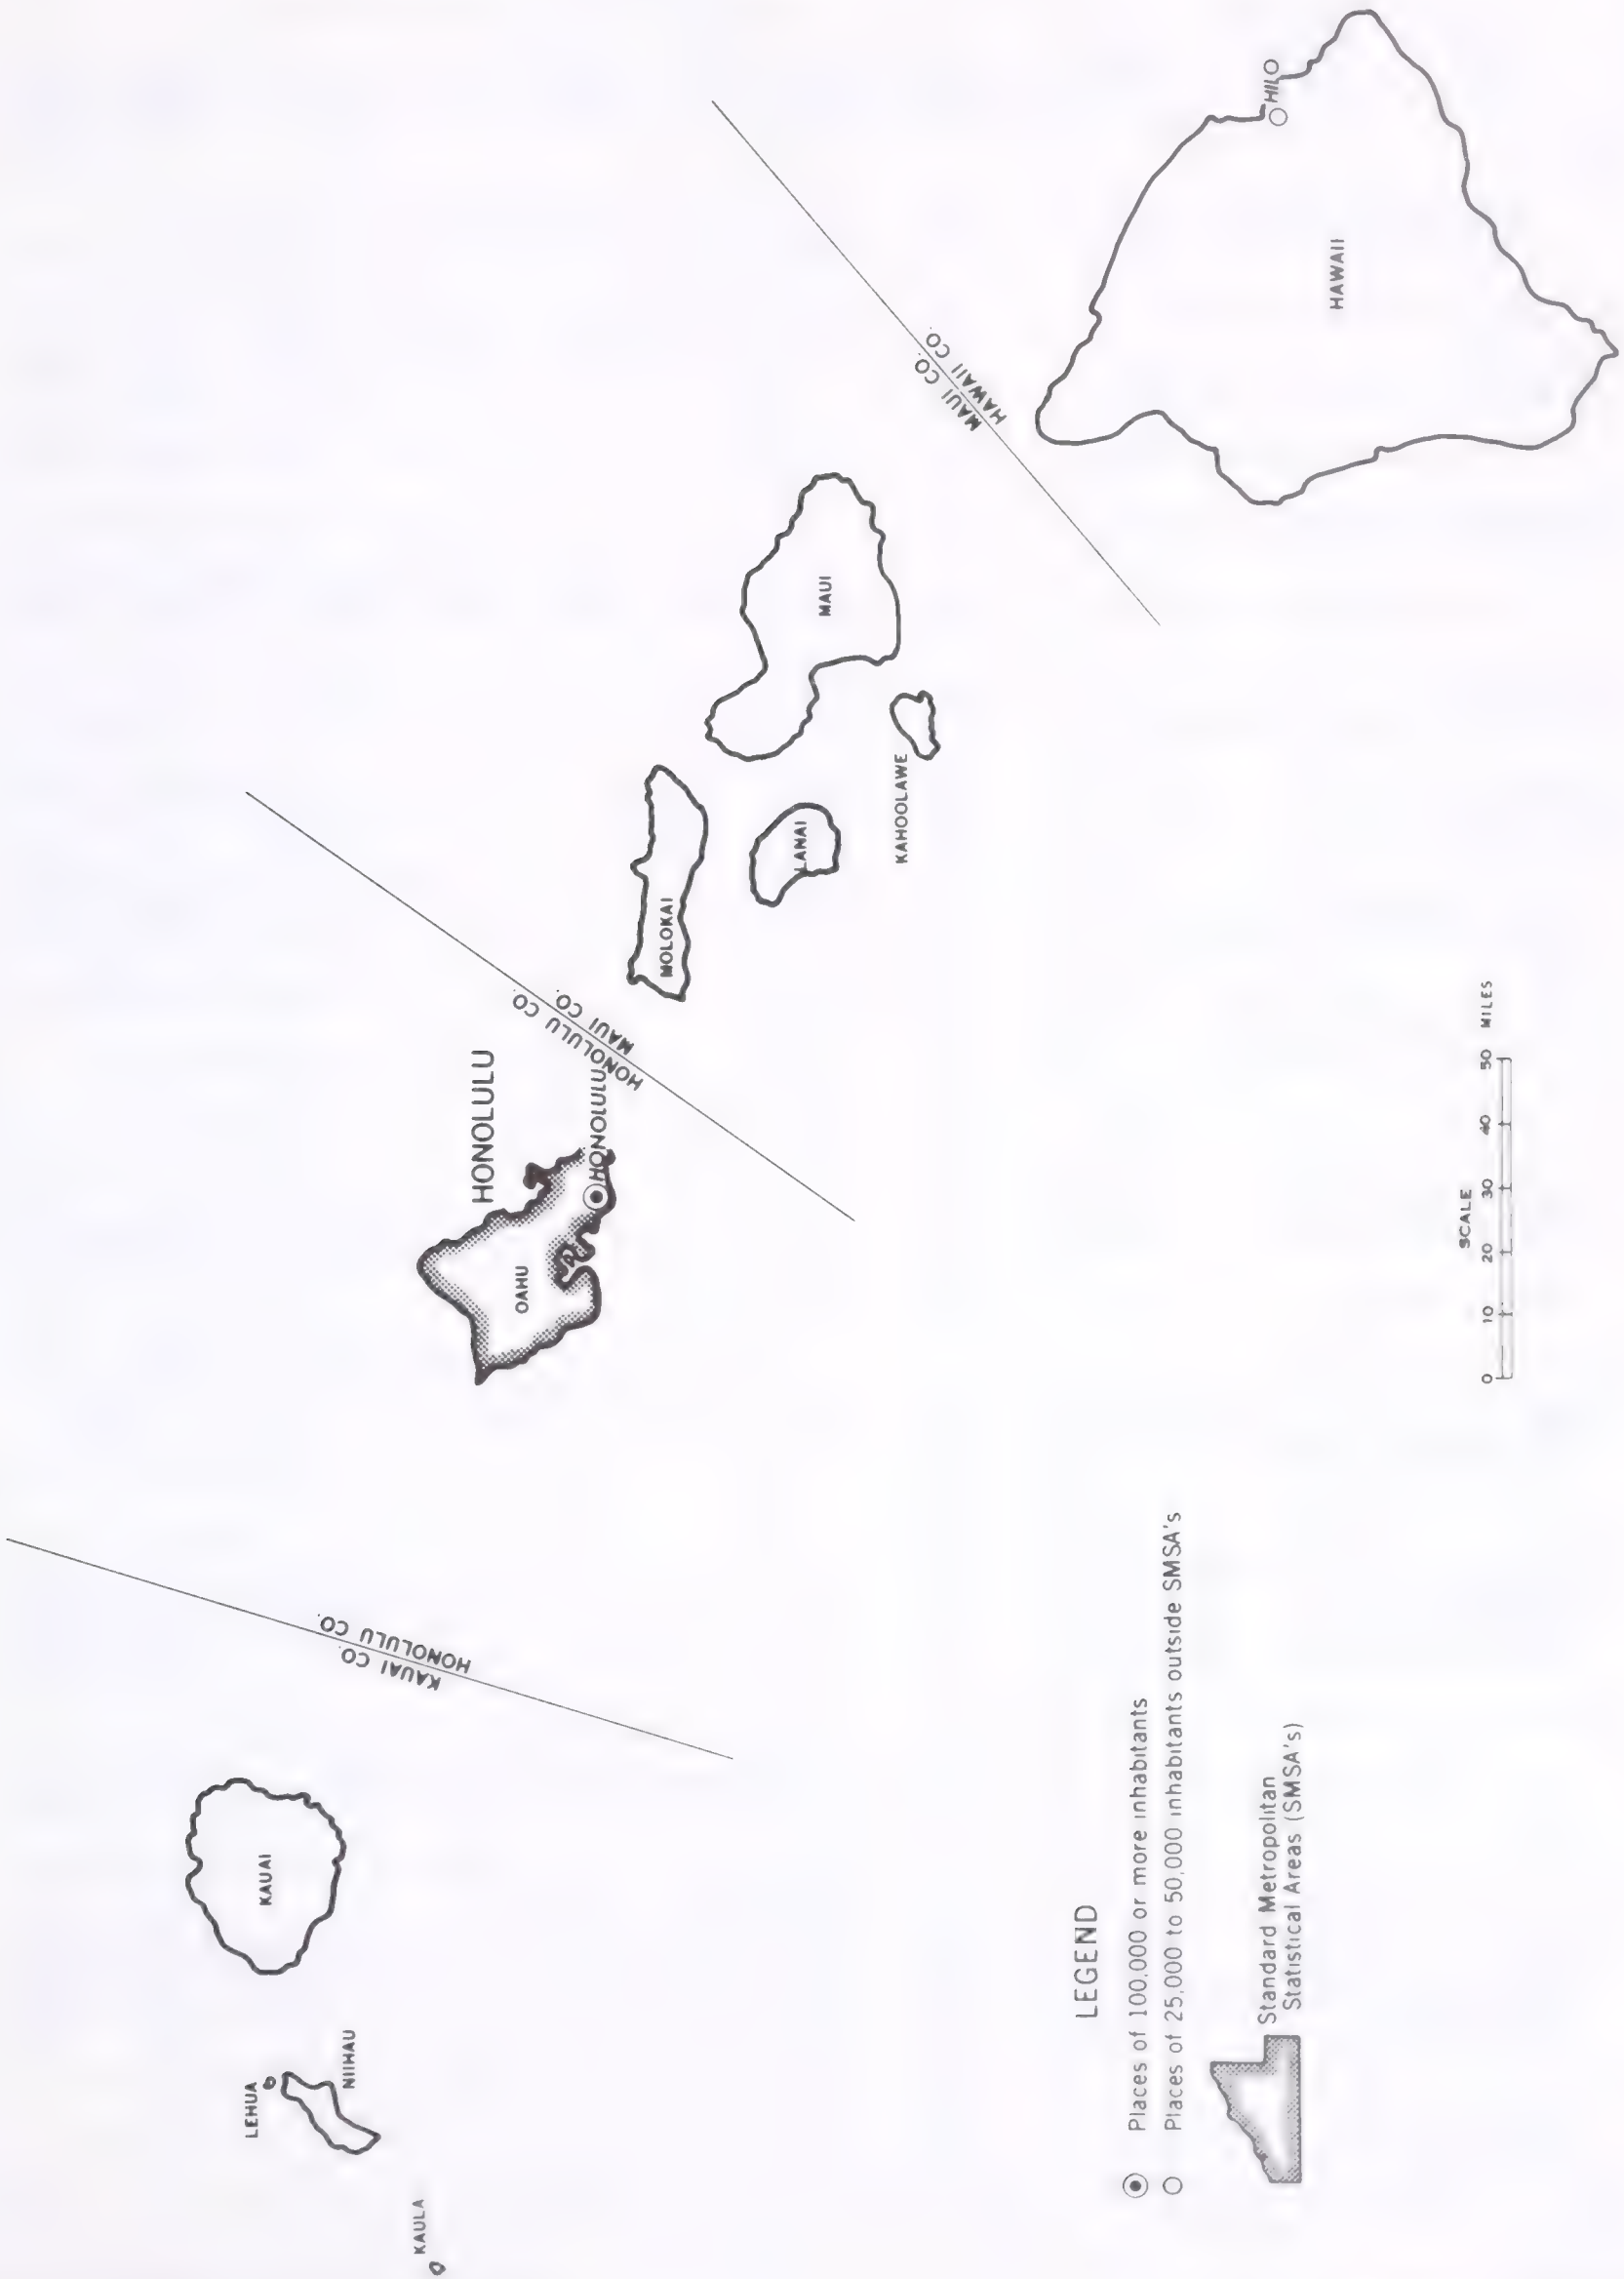 LEHUA
NIIHAU
KAULA
KAUAI
KAUAI CO.
HONOLULU CO.
HONOLULU
OAHU
HONOLULU
HONOLULU CO.
MAUI CO.
MOLOKAI
LANAI
MAUI
KAHOOLAWE
MAUI CO.
HAWAII CO.
HILO
HAWAII
LEGEND
Places of 100,000 or more inhabitants
Places of 25,000 to 50,000 inhabitants outside SMSA's
Standard Metropolitan
Statistical Areas (SMSA's)
SCALE
0 10 20 30 40 50 MILES